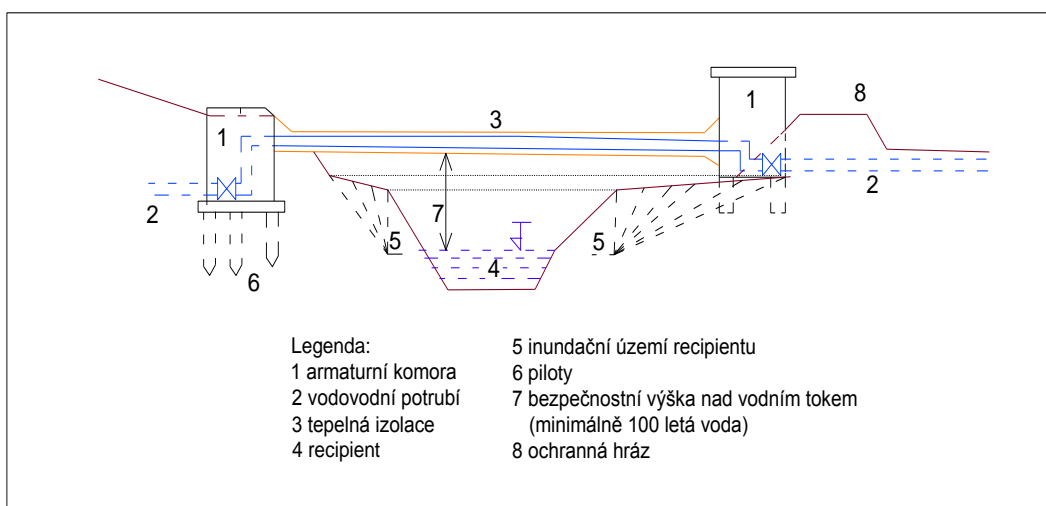 1
3
1
8
2
7
5
5
4
2
6
Legenda:
1 armaturní komora
2 vodovodní potrubí
3 tepelná izolace
4 recipient
5 inundační území recipientu
6 piloty
7 bezpečnostní výška nad vodním tokem
(minimálně 100 letá voda)
8 ochranná hráz